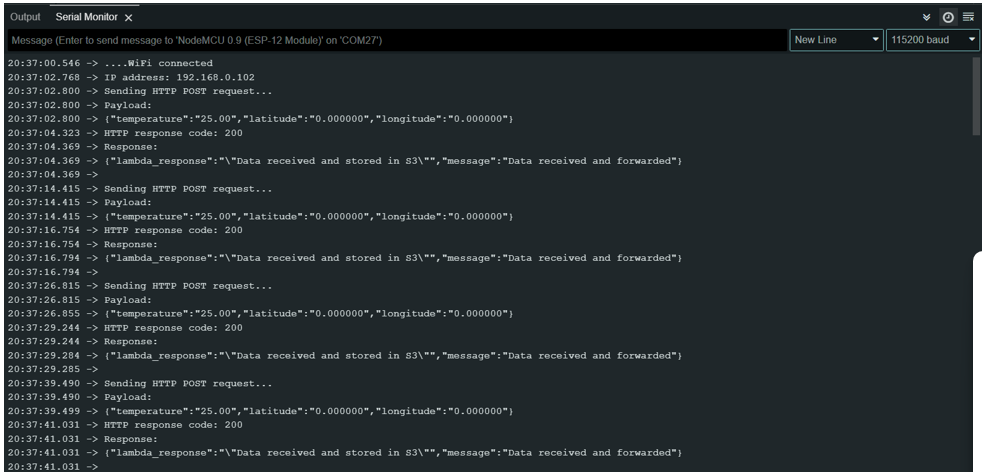 Output Serial Monitor
Message (Enter to send message to 'NodeMCU 0.9 (ESP-12 Module)' on 'COM27') New Line 115200 baud
20:37:00.546 -> ....WiFi connected
20:37:02.768 -> IP address: 192.168.0.102
20:37:02.800 -> Sending HTTP POST request...
20:37:02.800 -> Payload:
20:37:02.800 -> {"temperature":"25.00","latitude":"0.000000","longitude":"0.000000"}
20:37:04.323 -> HTTP response code: 200
20:37:04.369 -> Response:
20:37:04.369 -> {"lambda_response":"\"Data received and stored in S3\"","message":"Data received and forwarded"}
20:37:04.369 ->
20:37:14.415 -> Sending HTTP POST request...
20:37:14.415 -> Payload:
20:37:14.415 -> {"temperature":"25.00","latitude":"0.000000","longitude":"0.000000"}
20:37:16.754 -> HTTP response code: 200
20:37:16.754 -> Response:
20:37:16.794 -> {"lambda_response":"\"Data received and stored in S3\"","message":"Data received and forwarded"}
20:37:16.794 ->
20:37:26.815 -> Sending HTTP POST request...
20:37:26.815 -> Payload:
20:37:26.855 -> {"temperature":"25.00","latitude":"0.000000","longitude":"0.000000"}
20:37:29.244 -> HTTP response code: 200
20:37:29.244 -> Response:
20:37:29.284 -> {"lambda_response":"\"Data received and stored in S3\"","message":"Data received and forwarded"}
20:37:29.285 ->
20:37:39.490 -> Sending HTTP POST request...
20:37:39.490 -> Payload:
20:37:39.499 -> {"temperature":"25.00","latitude":"0.000000","longitude":"0.000000"}
20:37:41.031 -> HTTP response code: 200
20:37:41.031 -> Response:
20:37:41.031 -> {"lambda_response":"\"Data received and stored in S3\"","message":"Data received and forwarded"}
20:37:41.031 ->